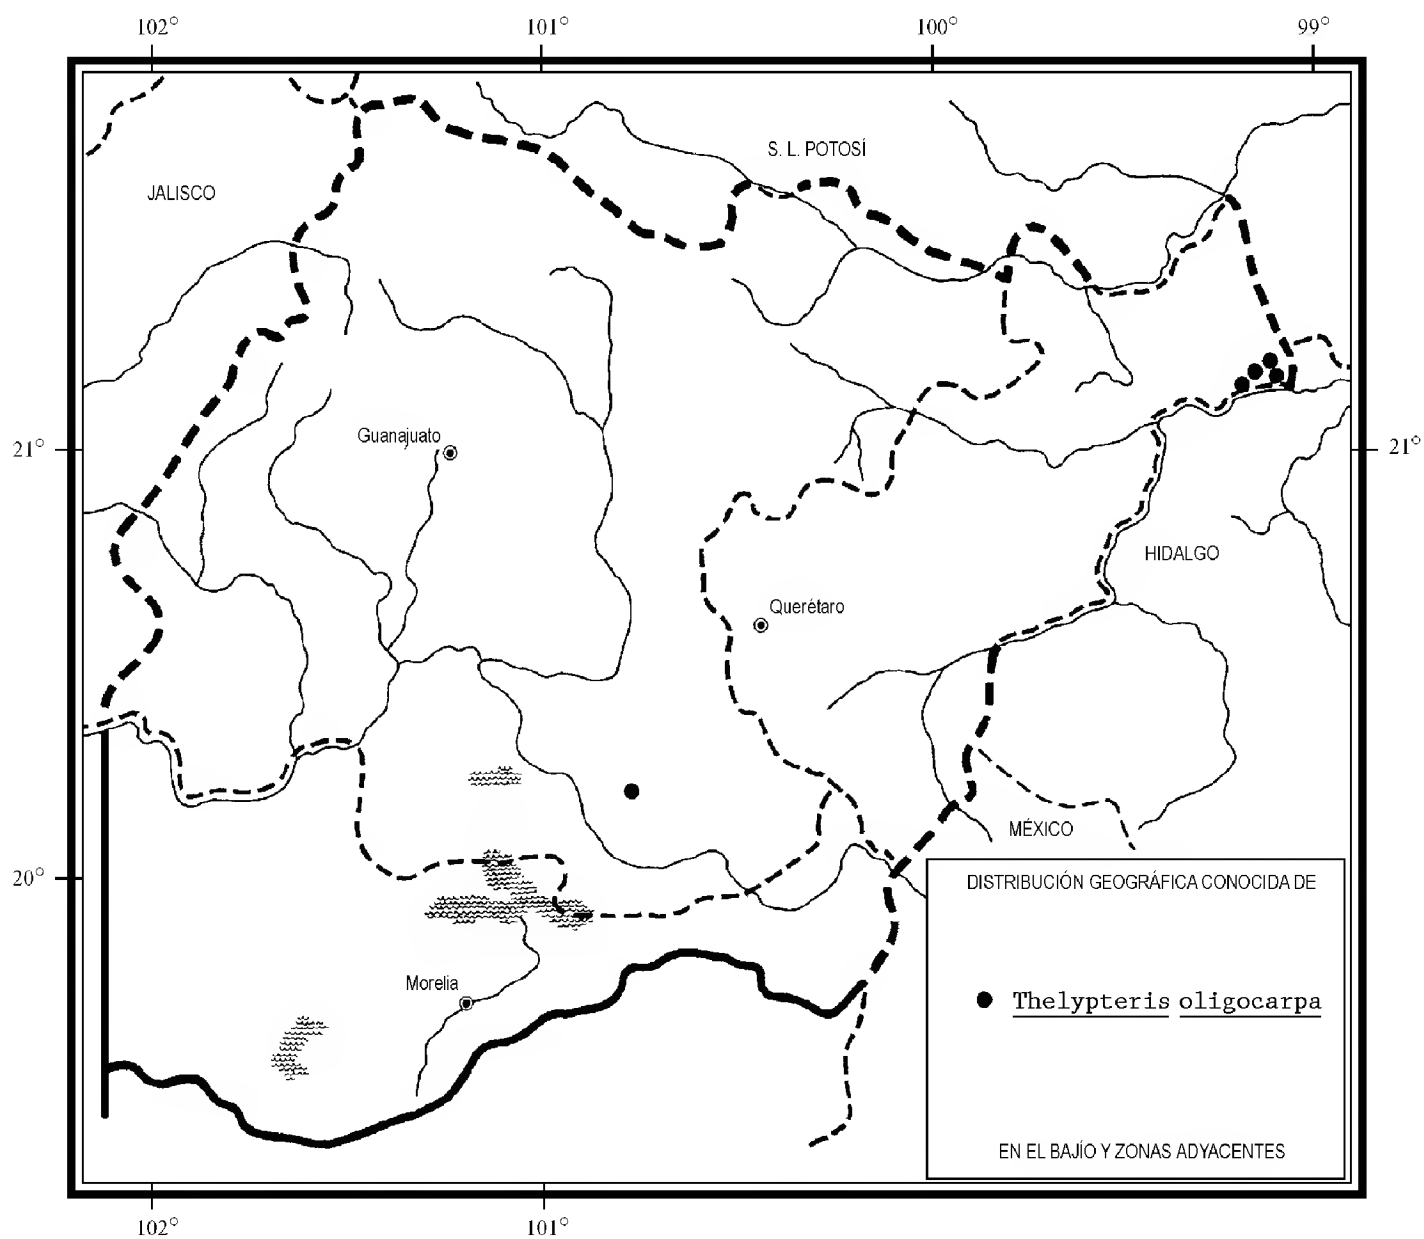 102° 101° 100° 99°
S. L. POTOSÍ
JALISCO
Guanajuato
21° 21°
HIDALGO
Querétaro
MÉXICO
20°
DISTRIBUCIÓN GEOGRÁFICA CONOCIDA DE
Morelia
Thelypteris oligocarpa
EN EL BAJÍO Y ZONAS ADYACENTES
102° 101°